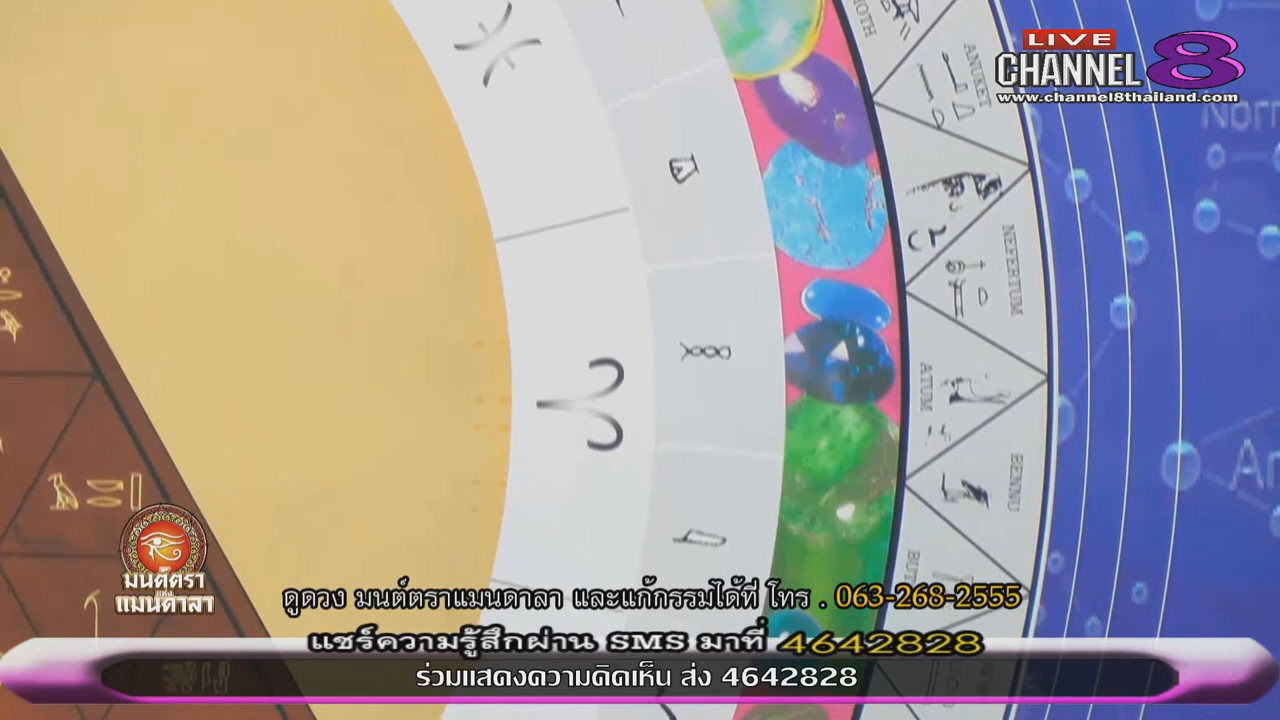 LIVE
CHANNEL 8
www.channel8thailand.com
ANUKET
NEFERTUM
ATUM
BENNU
มนต์ตรา
แห่ง
แมนดาลา
ดูดวง มนต์ตราแมนดาลา และแก้กรรมได้ที่ โทร . 063-268-2555
แชร์ความรู้สึกผ่าน SMS มาที่ 4642828
ร่วมแสดงความคิดเห็น ส่ง 4642828